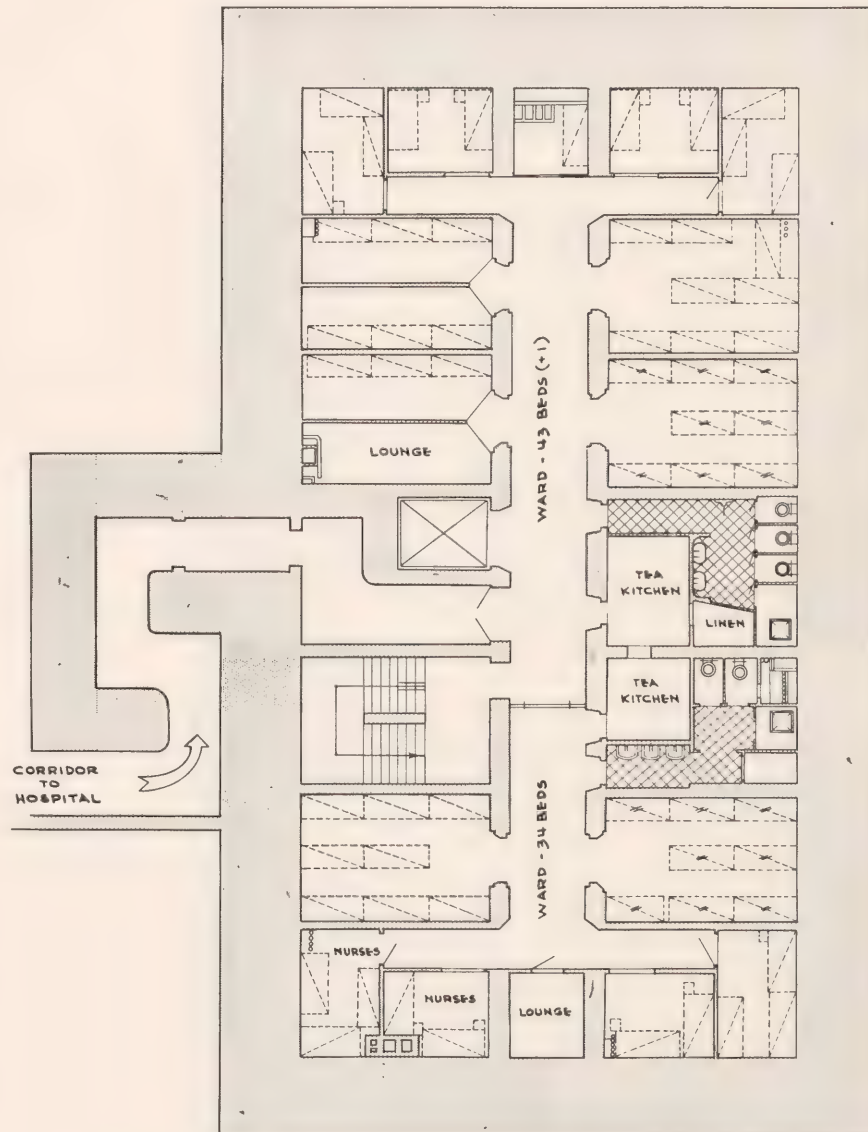 WARD - 43 BEDS (+1)
LOUNGE
TEA
KITCHEN
LINEN
TEA
KITCHEN
CORRIDOR
TO
HOSPITAL
WARD - 34 BEDS
NURSES
NURSES
LOUNGE